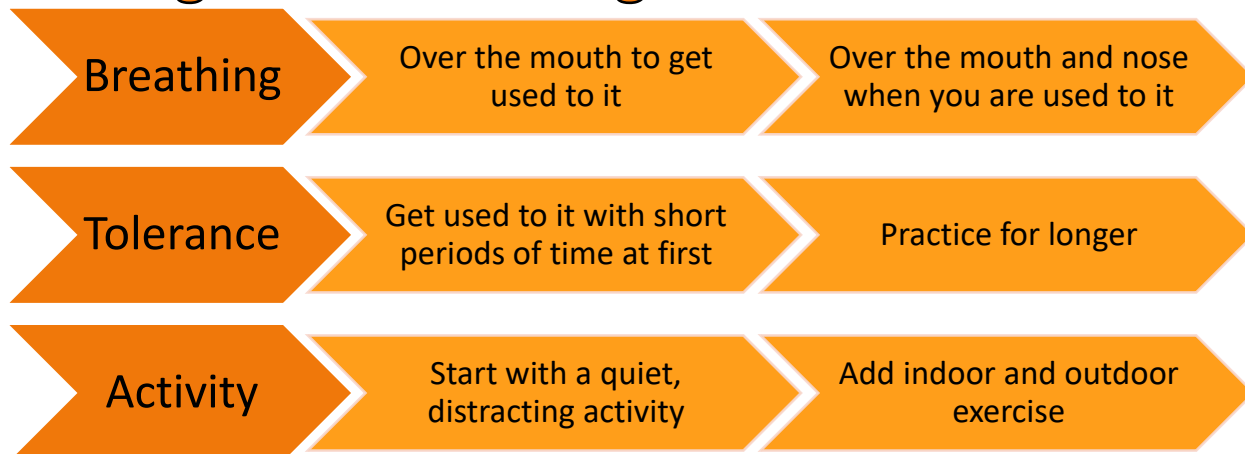 Breathing
Over the mouth to get
used to it
Over the mouth and nose
when you are used to it
Tolerance
Get used to it with short
periods of time at first
Practice for longer
Activity
Start with a quiet,
distracting activity
Add indoor and outdoor
exercise